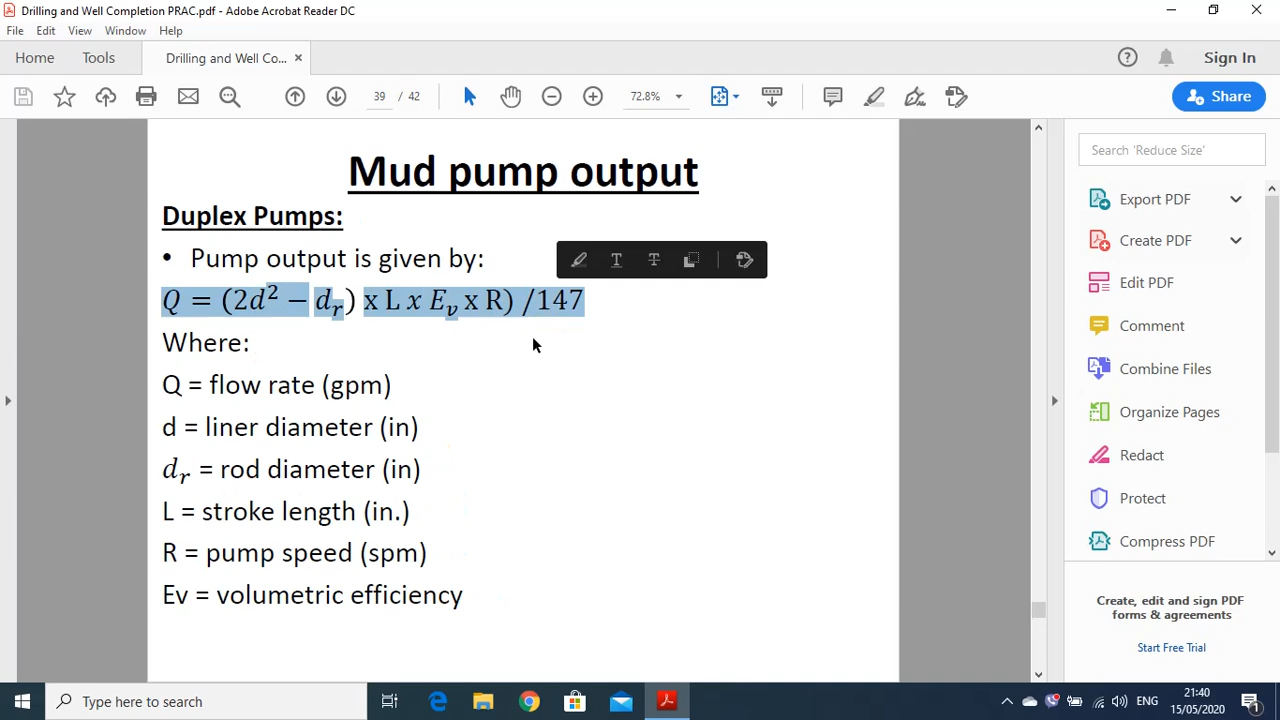 Drilling and Well Completion PRAC.pdf - Adobe Acrobat Reader DC
File Edit View Window Help
Home Tools Drilling and Well Co... × Sign In
39 / 42 72.8% Share
Mud pump output
Duplex Pumps:
• Pump output is given by:
Q = (2d² − dᵣ) x L x Eᵥ x R) /147
Where:
Q = flow rate (gpm)
d = liner diameter (in)
dᵣ = rod diameter (in)
L = stroke length (in.)
R = pump speed (spm)
Ev = volumetric efficiency
Search 'Reduce Size'
Export PDF
Create PDF
Edit PDF
Comment
Combine Files
Organize Pages
Redact
Protect
Compress PDF
Create, edit and sign PDF
forms & agreements
Start Free Trial
Type here to search
ENG
21:40
15/05/2020
1